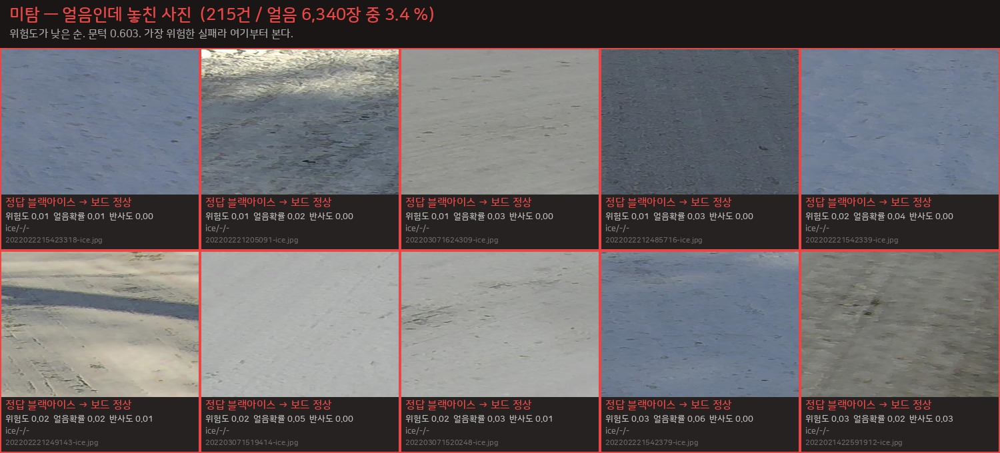 미탐 — 얼음인데 놓친 사진 (215건 / 얼음 6,340장 중 3.4 %)
위험도가 낮은 순. 문턱 0.603. 가장 위험한 실패라 여기부터 본다.
정답 블랙아이스 → 보드 정상
위험도 0.01 얼음확률 0.01 반사도 0.00
ice/-/-
2022022215423318-ice.jpg
정답 블랙아이스 → 보드 정상
위험도 0.01 얼음확률 0.02 반사도 0.00
ice/-/-
202202221205091-ice.jpg
정답 블랙아이스 → 보드 정상
위험도 0.01 얼음확률 0.03 반사도 0.00
ice/-/-
202203071624309-ice.jpg
정답 블랙아이스 → 보드 정상
위험도 0.01 얼음확률 0.03 반사도 0.00
ice/-/-
2022022212485716-ice.jpg
정답 블랙아이스 → 보드 정상
위험도 0.02 얼음확률 0.04 반사도 0.00
ice/-/-
202202221542339-ice.jpg
정답 블랙아이스 → 보드 정상
위험도 0.02 얼음확률 0.02 반사도 0.01
ice/-/-
202202221249143-ice.jpg
정답 블랙아이스 → 보드 정상
위험도 0.02 얼음확률 0.05 반사도 0.00
ice/-/-
202203071519414-ice.jpg
정답 블랙아이스 → 보드 정상
위험도 0.02 얼음확률 0.03 반사도 0.01
ice/-/-
202203071520248-ice.jpg
정답 블랙아이스 → 보드 정상
위험도 0.03 얼음확률 0.06 반사도 0.00
ice/-/-
202202221542379-ice.jpg
정답 블랙아이스 → 보드 정상
위험도 0.03 얼음확률 0.02 반사도 0.03
ice/-/-
2022021422591912-ice.jpg